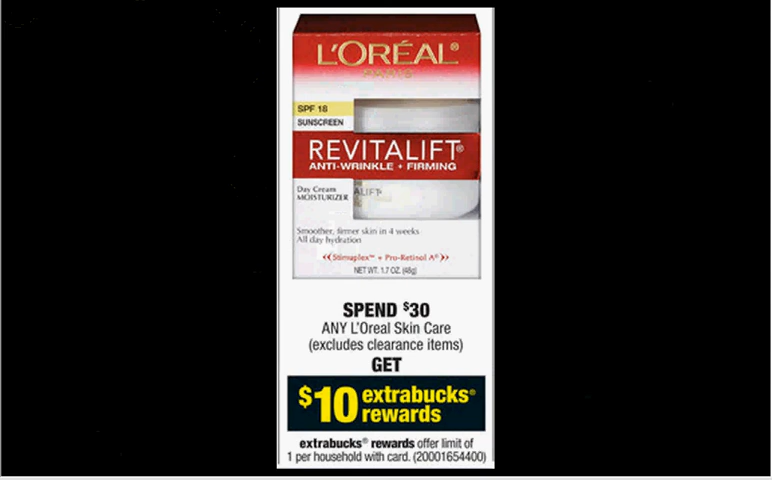 L'ORÉAL®
PARIS
SPF 18
SUNSCREEN
REVITALIFT®
ANTI-WRINKLE + FIRMING
Day Cream
MOISTURIZER
ALIFT®
Smoother, firmer skin in 4 weeks
All day hydration
‹‹Stimuplex™ + Pro-Retinol A®››
NET WT. 1.7 OZ. (48g)
SPEND $30
ANY L'Oreal Skin Care
(excludes clearance items)
GET
$10 extrabucks®
rewards
extrabucks® rewards offer limit of
1 per household with card. (20001654400)